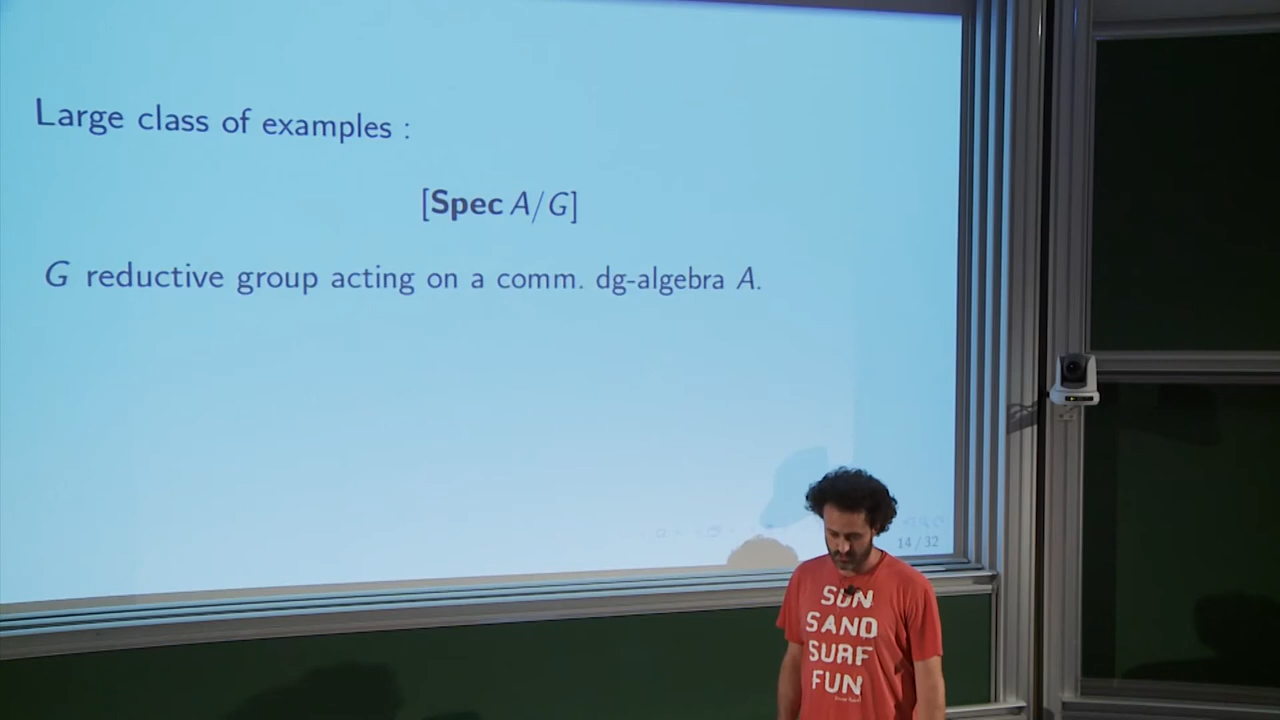 Large class of examples :
[Spec A/G]
G reductive group acting on a comm. dg-algebra A.
14 / 32
SUN
SAND
SURF
FUN